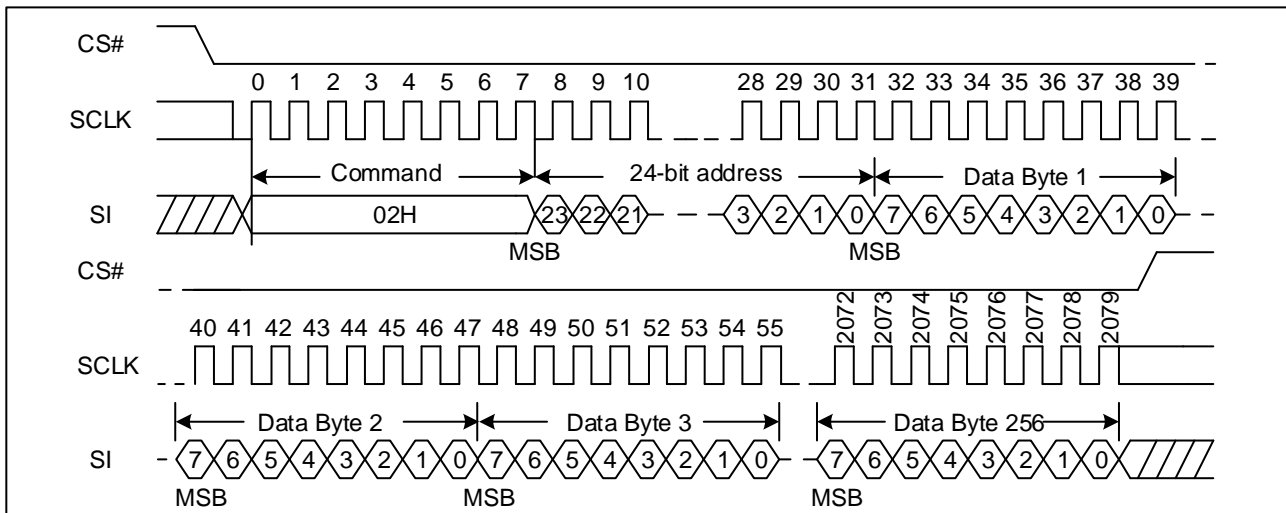 CS#
0 1 2 3 4 5 6 7 8 9 10 28 29 30 31 32 33 34 35 36 37 38 39
SCLK
Command 24-bit address Data Byte 1
SI 02H 23 22 21 3 2 1 0 7 6 5 4 3 2 1 0
MSB MSB
CS#
40 41 42 43 44 45 46 47 48 49 50 51 52 53 54 55 2072 2073 2074 2075 2076 2077 2078 2079
SCLK
Data Byte 2 Data Byte 3 Data Byte 256
SI 7 6 5 4 3 2 1 0 7 6 5 4 3 2 1 0 7 6 5 4 3 2 1 0
MSB MSB MSB